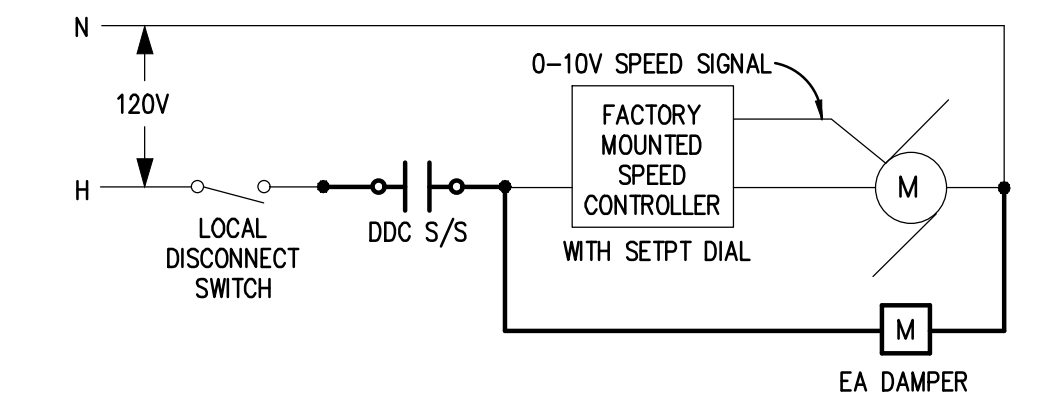 N
0-10V SPEED SIGNAL
120V
FACTORY
MOUNTED
SPEED
CONTROLLER
M
H
LOCAL
DISCONNECT
SWITCH
DDC S/S
WITH SETPT DIAL
M
EA DAMPER